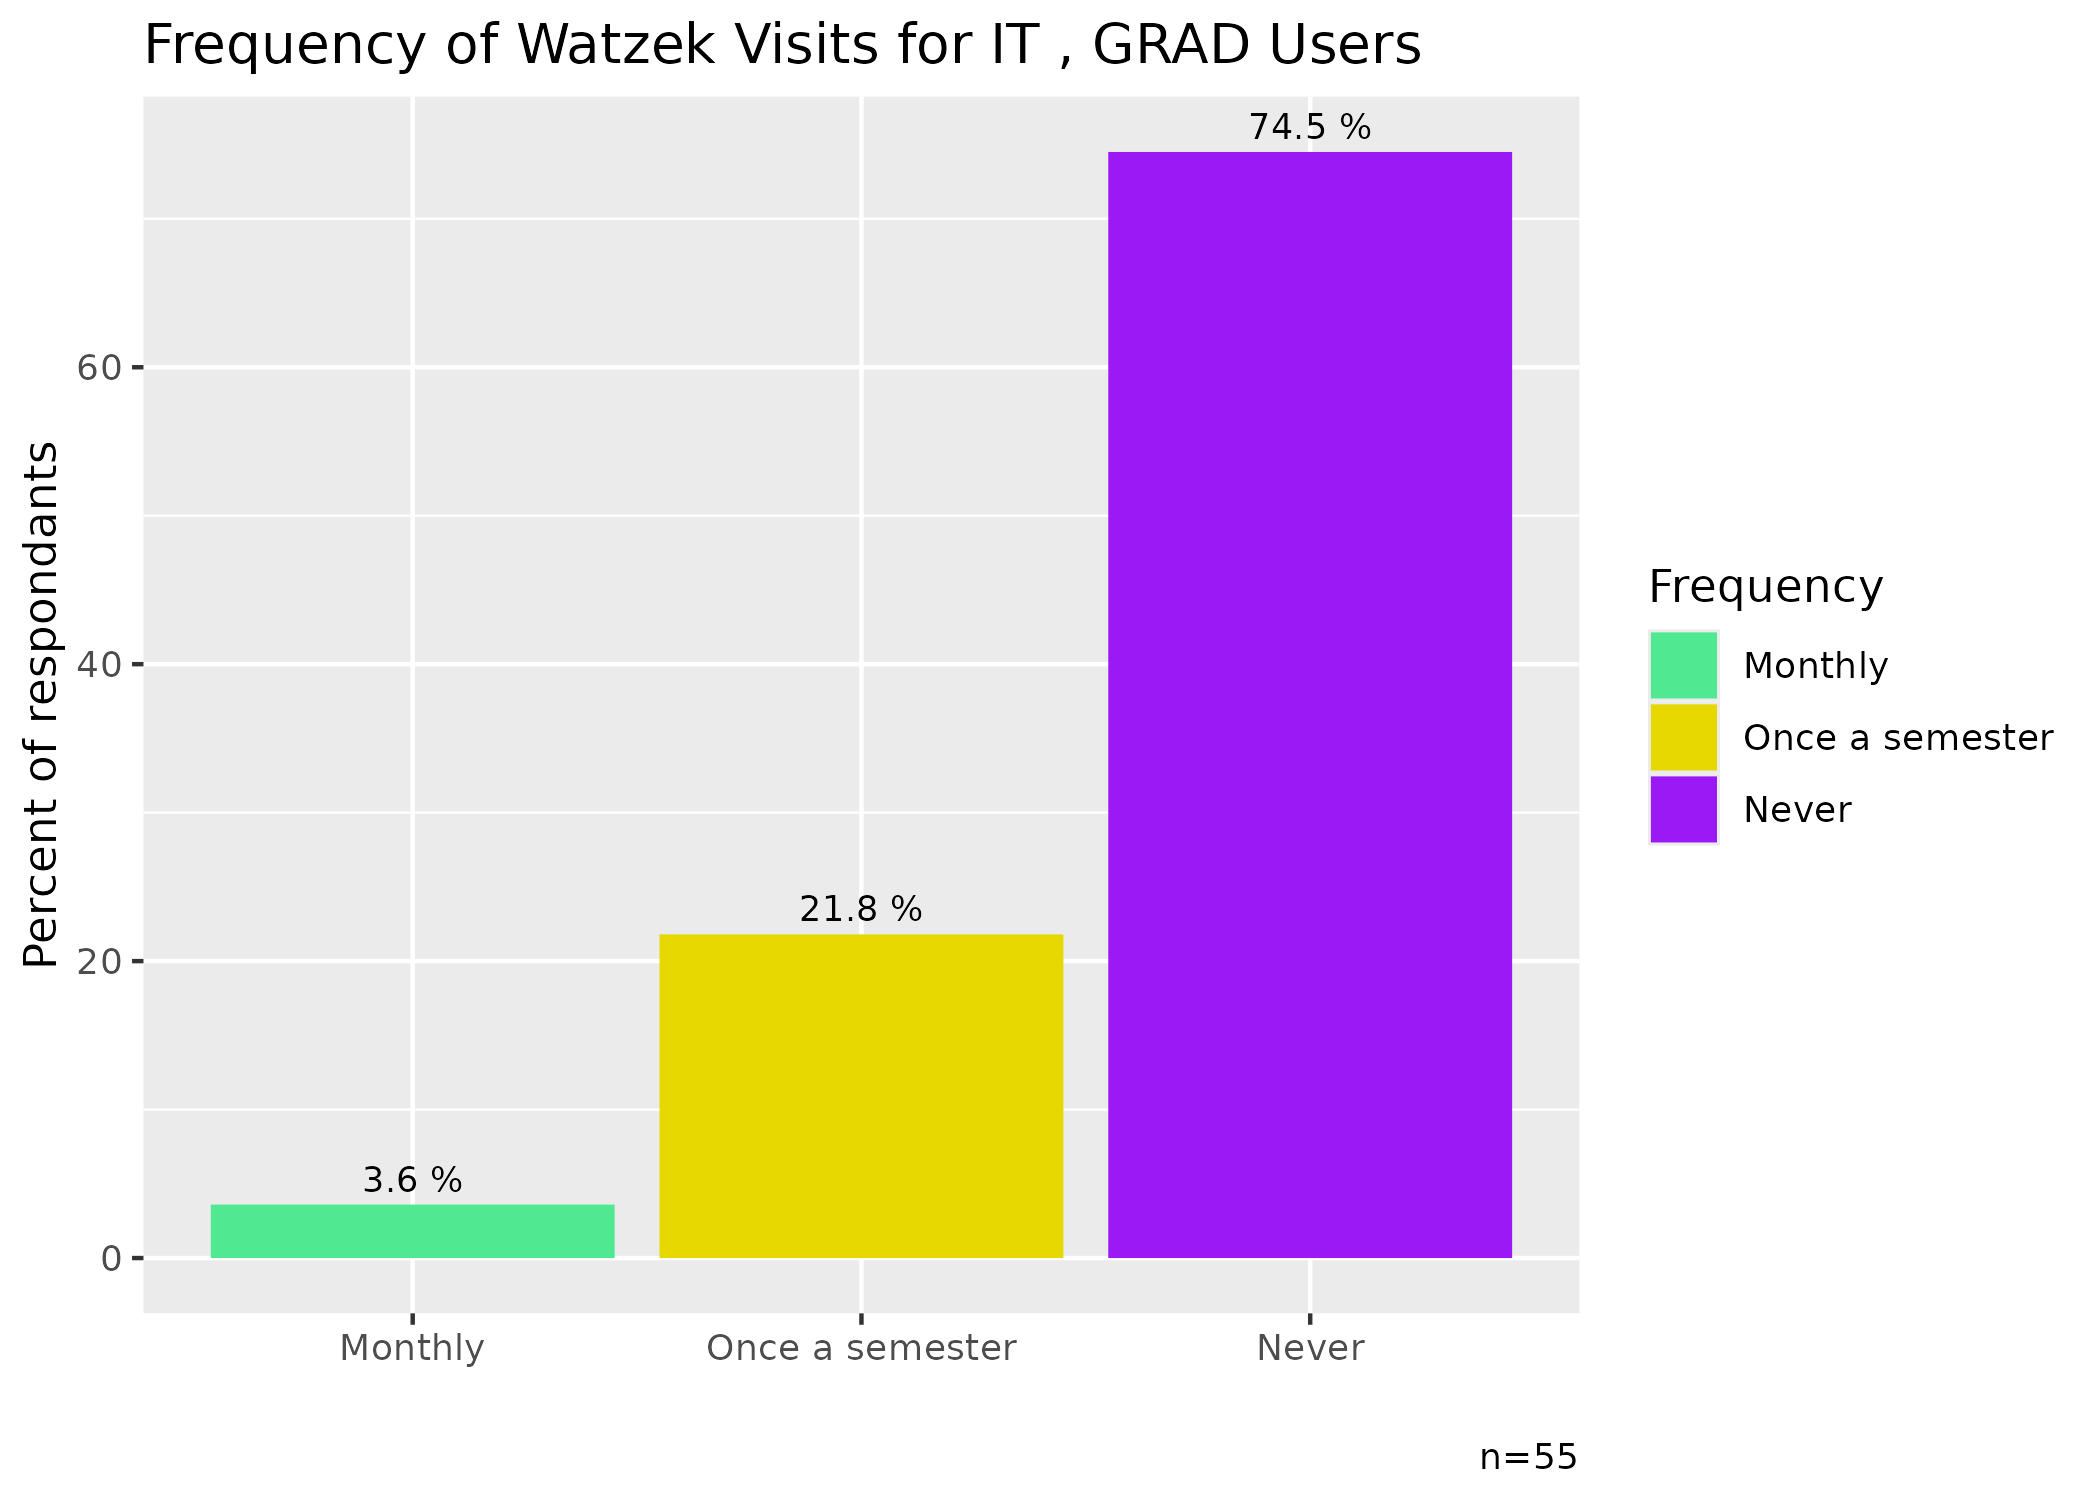 Frequency of Watzek Visits for IT , GRAD Users
Percent of respondants
60
40
20
0
74.5 %
21.8 %
3.6 %
Monthly
Once a semester
Never
Frequency
Monthly
Once a semester
Never
n=55